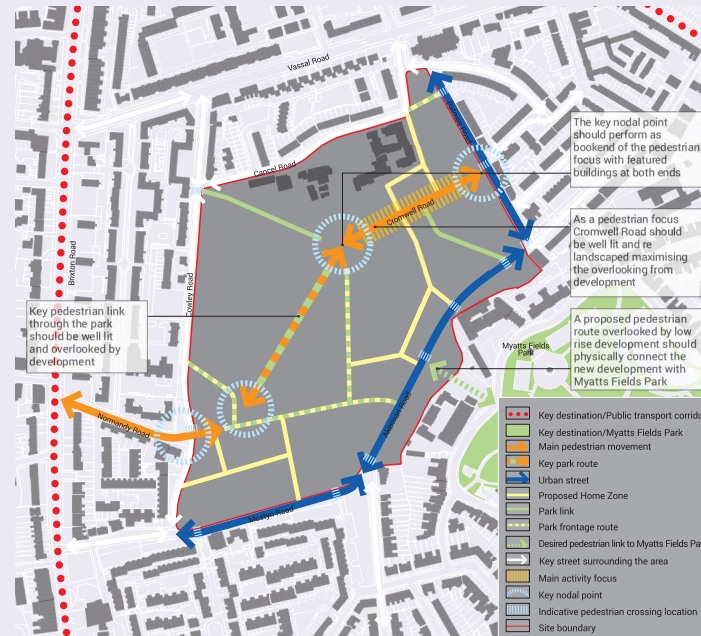 Vassal Road
The key nodal point
should perform as
bookend of the pedestrian
focus with featured
buildings at both ends
Cancel Road
Cromwell Road
As a pedestrian focus
Cromwell Road should
be well lit and re
landscaped maximising
the overlooking from
development
Brixton Road
Cowley Road
Key pedestrian link
through the park
should be well lit
and overlooked by
development
A proposed pedestrian
route overlooked by low
rise development should
physically connect the
new development with
Myatts Fields Park
Myatts Fields
Park
Normandy Road
Akerman Road
Mostyn Road
Key destination/Public transport corrido
Key destination/Myatts Fields Park
Main pedestrian movement
Key park route
Urban street
Proposed Home Zone
Park link
Park frontage route
Desired pedestrian link to Myatts Fields Pa
Key street surrounding the area
Main activity focus
Key nodal point
Indicative pedestrian crossing location
Site boundary